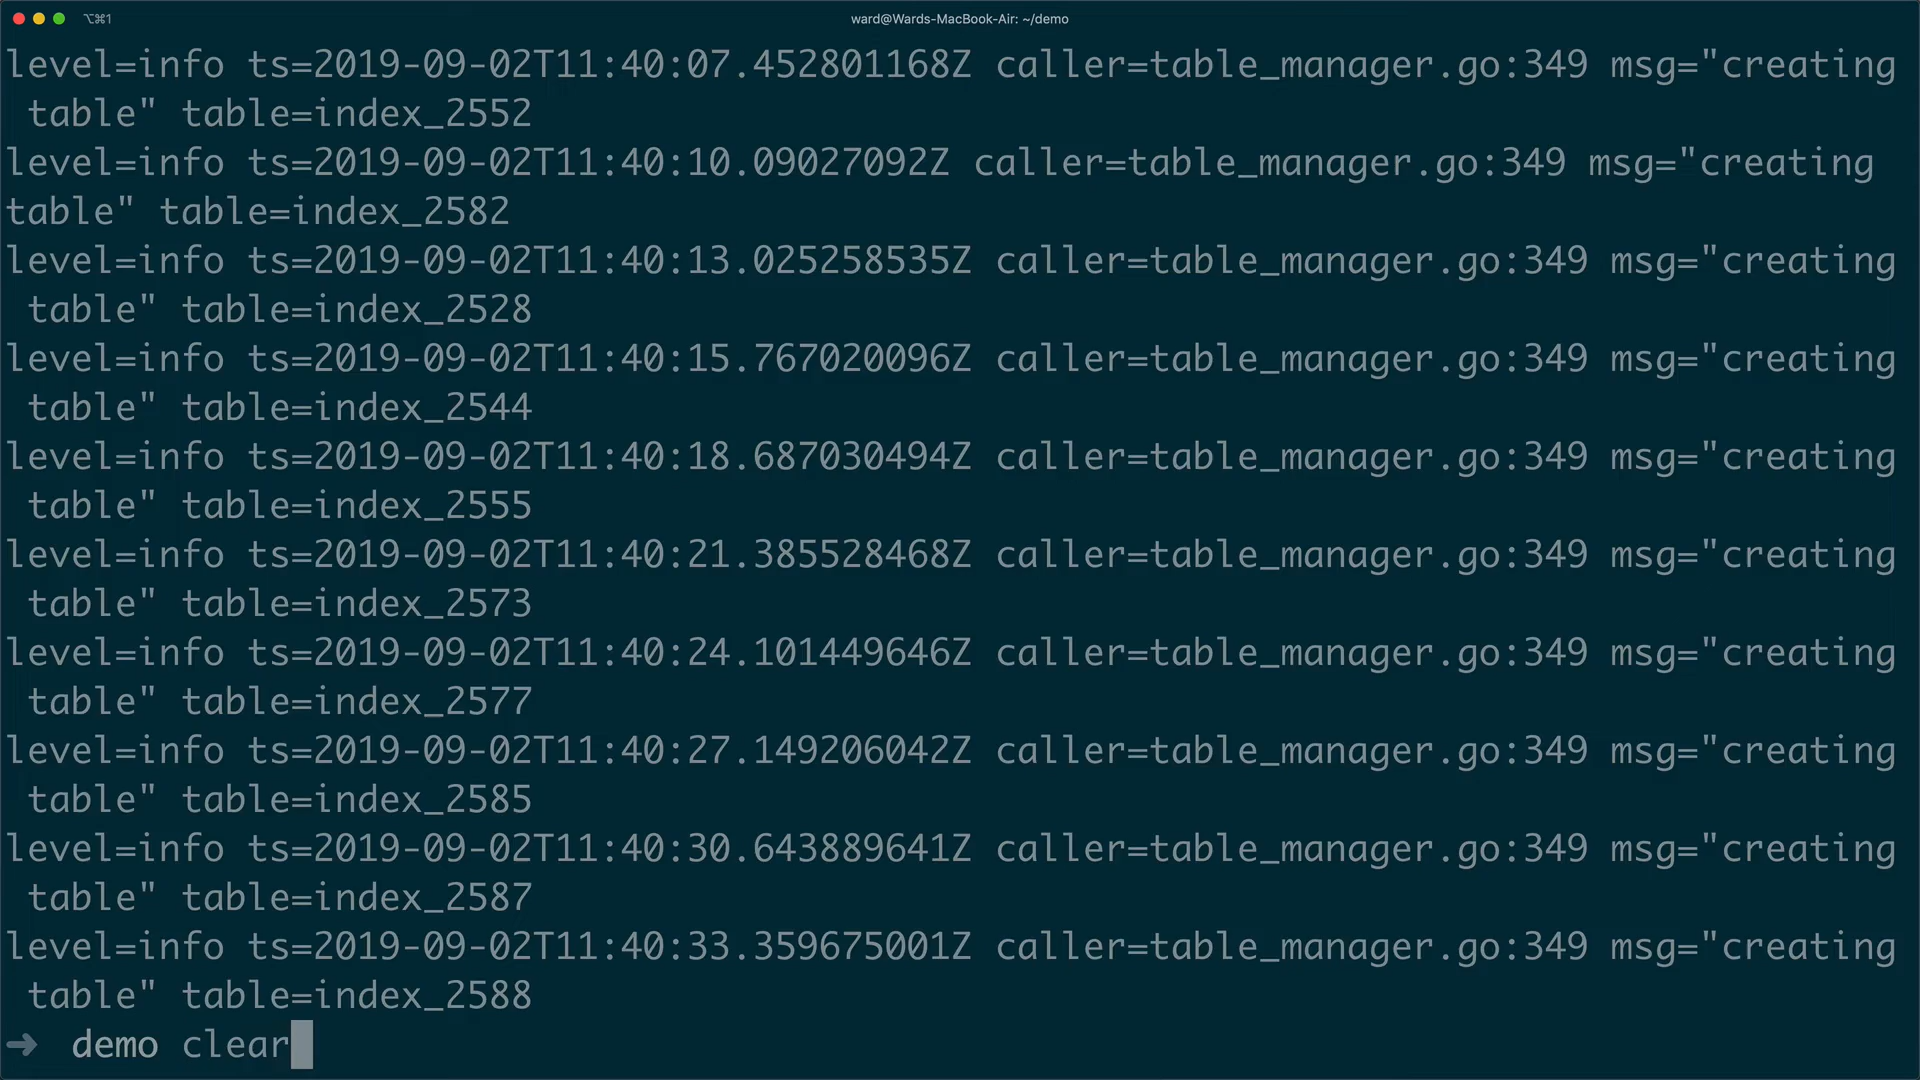 ⌥⌘1
ward@Wards-MacBook-Air: ~/demo
level=info ts=2019-09-02T11:40:07.452801168Z caller=table_manager.go:349 msg="creating
table" table=index_2552
level=info ts=2019-09-02T11:40:10.09027092Z caller=table_manager.go:349 msg="creating
table" table=index_2582
level=info ts=2019-09-02T11:40:13.025258535Z caller=table_manager.go:349 msg="creating
table" table=index_2528
level=info ts=2019-09-02T11:40:15.767020096Z caller=table_manager.go:349 msg="creating
table" table=index_2544
level=info ts=2019-09-02T11:40:18.687030494Z caller=table_manager.go:349 msg="creating
table" table=index_2555
level=info ts=2019-09-02T11:40:21.385528468Z caller=table_manager.go:349 msg="creating
table" table=index_2573
level=info ts=2019-09-02T11:40:24.101449646Z caller=table_manager.go:349 msg="creating
table" table=index_2577
level=info ts=2019-09-02T11:40:27.149206042Z caller=table_manager.go:349 msg="creating
table" table=index_2585
level=info ts=2019-09-02T11:40:30.643889641Z caller=table_manager.go:349 msg="creating
table" table=index_2587
level=info ts=2019-09-02T11:40:33.359675001Z caller=table_manager.go:349 msg="creating
table" table=index_2588
➜ demo clear